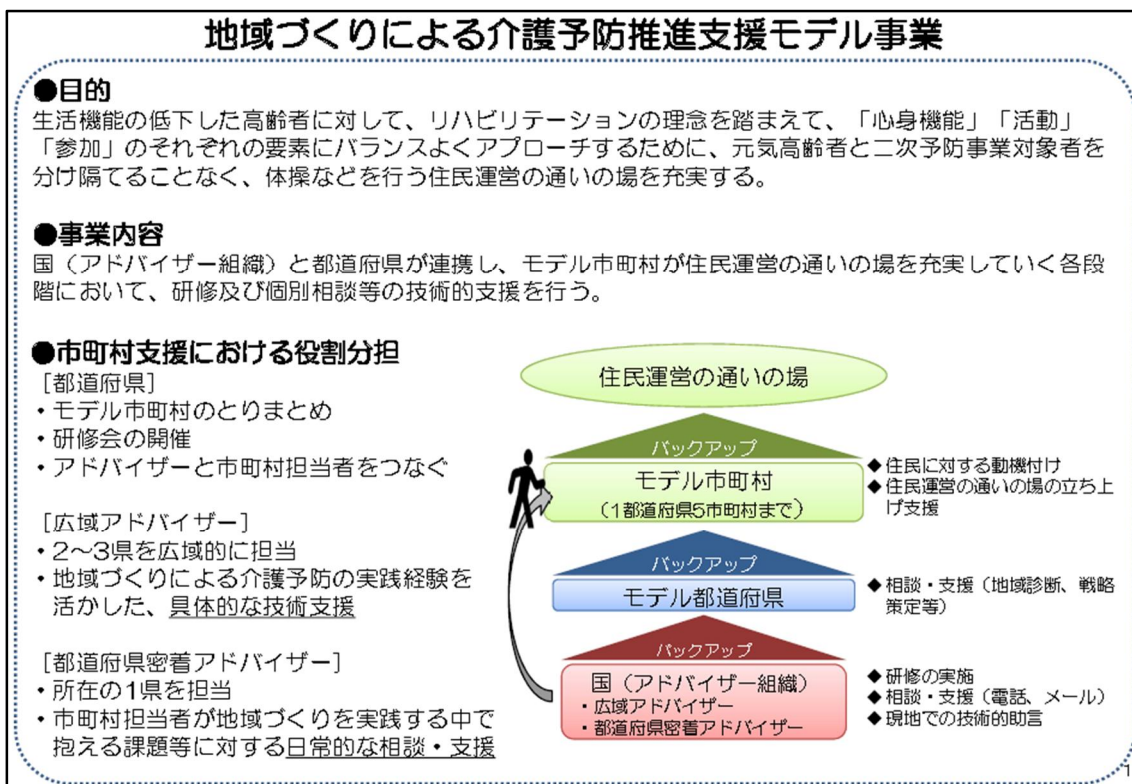 地域づくりによる介護予防推進支援モデル事業
●目的
生活機能の低下した高齢者に対して、リハビリテーションの理念を踏まえて、「心身機能」「活動」
「参加」のそれぞれの要素にバランスよくアプローチするために、元気高齢者と二次予防事業対象者を
分け隔てることなく、体操などを行う住民運営の通いの場を充実する。
●事業内容
国（アドバイザー組織）と都道府県が連携し、モデル市町村が住民運営の通いの場を充実していく各段
階において、研修及び個別相談等の技術的支援を行う。
●市町村支援における役割分担
［都道府県］
・モデル市町村のとりまとめ
・研修会の開催
・アドバイザーと市町村担当者をつなぐ
［広域アドバイザー］
・2～3県を広域的に担当
・地域づくりによる介護予防の実践経験を
活かした、具体的な技術支援
［都道府県密着アドバイザー］
・所在の1県を担当
・市町村担当者が地域づくりを実践する中で
抱える課題等に対する日常的な相談・支援
住民運営の通いの場
バックアップ
モデル市町村
（1都道府県5市町村まで）
◆住民に対する動機付け
◆住民運営の通いの場の立ち上
げ支援
バックアップ
モデル都道府県
◆相談・支援（地域診断、戦略
策定等）
バックアップ
国（アドバイザー組織）
・広域アドバイザー
・都道府県密着アドバイザー
◆研修の実施
◆相談・支援（電話、メール）
◆現地での技術的助言
1